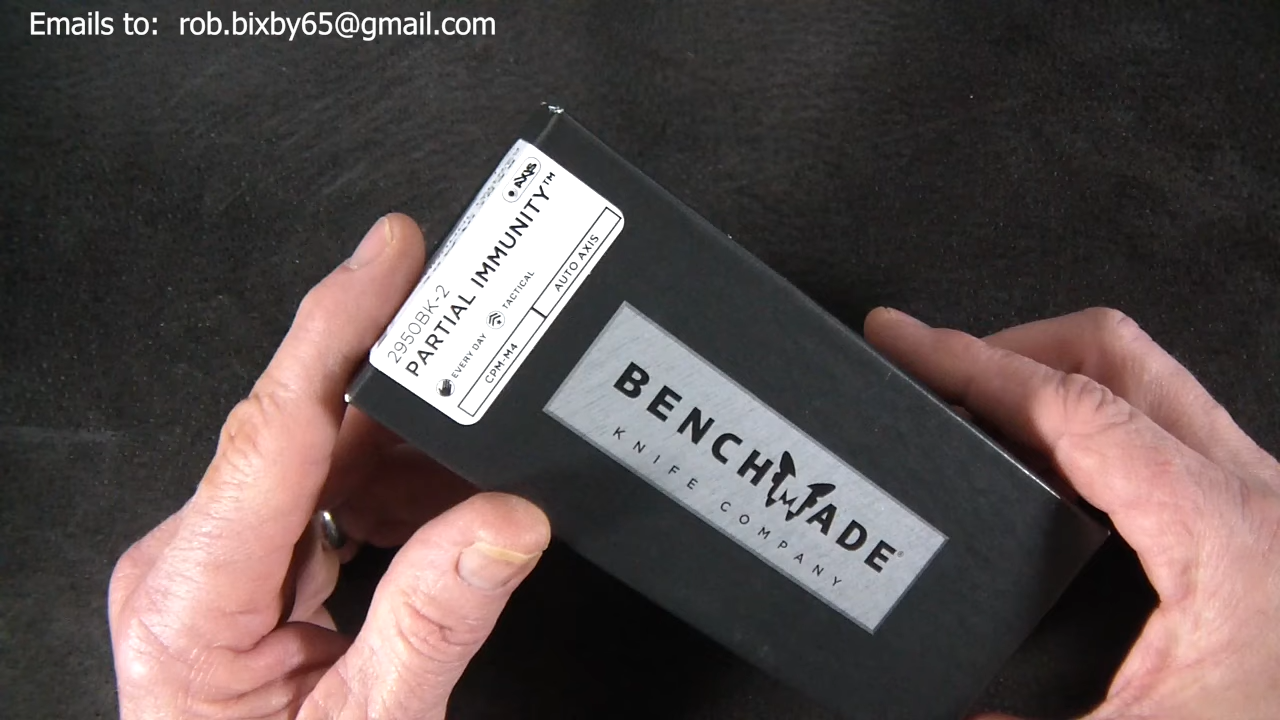 Emails to: rob.bixby65@gmail.com
AXIS
2950BK-2
PARTIAL IMMUNITY™
EVERY DAY TACTICAL
CPM-M4 AUTO AXIS
BENCHMADE®
KNIFE COMPANY